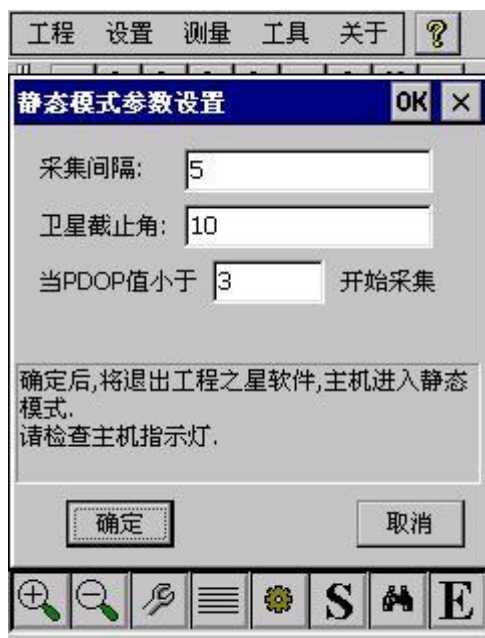 工程 设置 测量 工具 关于
静态模式参数设置 OK
采集间隔: 5
卫星截止角: 10
当PDOP值小于 3 开始采集
确定后,将退出工程之星软件,主机进入静态
模式.
请检查主机指示灯.
确定 取消
S E